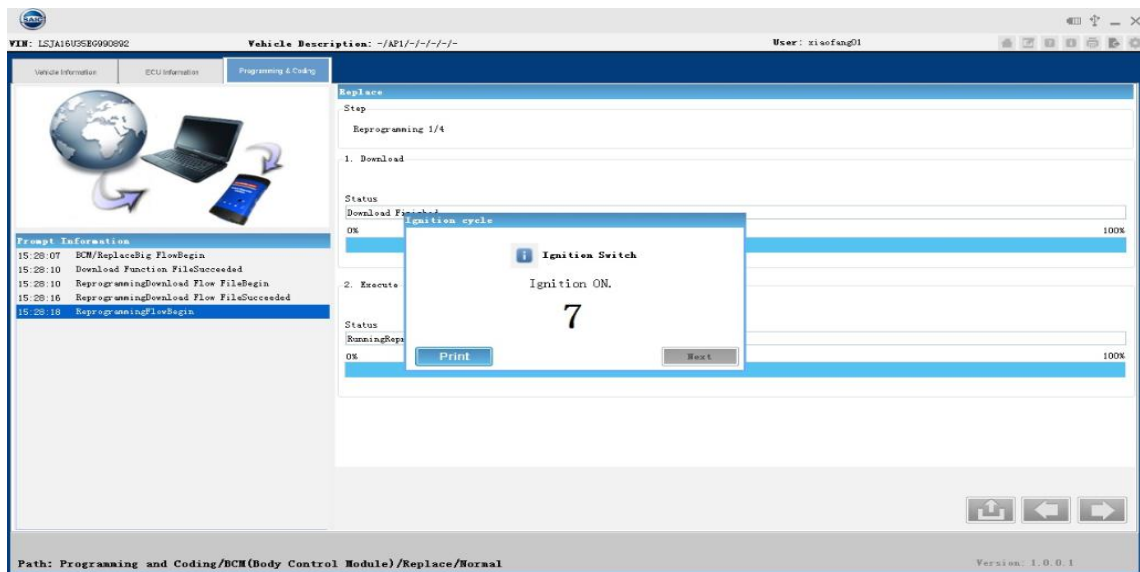 SAIC
VIN: LSJA16U35EG990892 Vehicle Description: -/AP1/-/-/-/-/- User: xiaofang01
Vehicle Information ECU Information Programming & Coding
Replace
Step
Reprogramming 1/4
1. Download
Status
Download Finished
0% 100%
2. Execute
Status
0% 100%
Ignition cycle
Ignition Switch
Ignition ON.
7
Print Next
Prompt Information
15:28:07 BCM/ReplaceBig FlowBegin
15:28:10 Download Function FileSucceeded
15:28:10 ReprogrammingDownload Flow FileBegin
15:28:16 ReprogrammingDownload Flow FileSucceeded
15:28:18 ReprogrammingFlowBegin
Path: Programming and Coding/BCM(Body Control Module)/Replace/Normal Version: 1.0.0.1